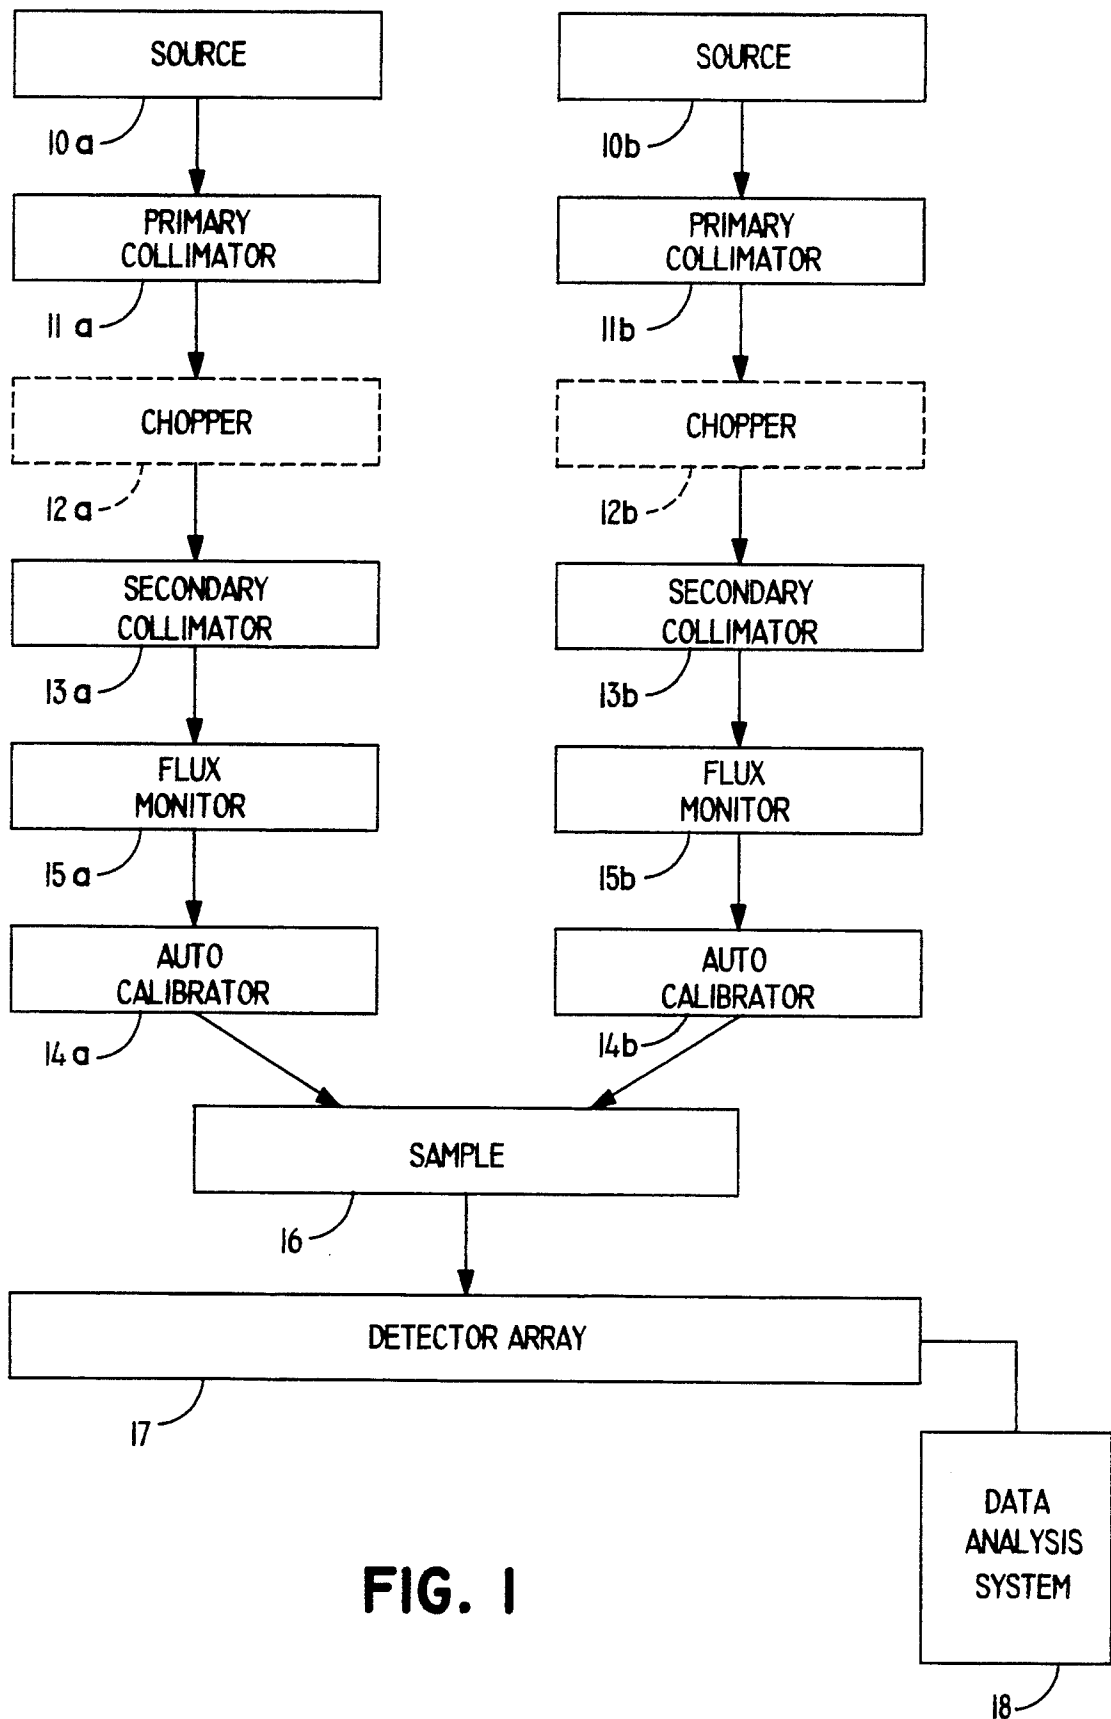 SOURCE
SOURCE
10a
10b
PRIMARY
COLLIMATOR
PRIMARY
COLLIMATOR
11a
11b
CHOPPER
CHOPPER
12a
12b
SECONDARY
COLLIMATOR
SECONDARY
COLLIMATOR
13a
13b
FLUX
MONITOR
FLUX
MONITOR
15a
15b
AUTO
CALIBRATOR
AUTO
CALIBRATOR
14a
14b
SAMPLE
16
DETECTOR ARRAY
17
DATA
ANALYSIS
SYSTEM
18
FIG. 1